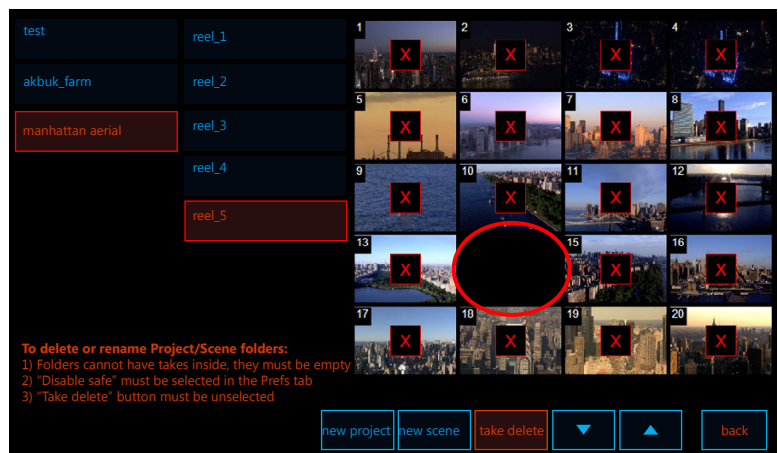 test
akbuk_farm
manhattan aerial
reel_1
reel_2
reel_3
reel_4
reel_5
1 X 2 X 3 X 4 X
5 X 6 X 7 X 8 X
9 X 10 X 11 X 12 X
13 X 15 X 16 X
17 X 18 X 19 X 20 X
To delete or rename Project/Scene folders:
1) Folders cannot have takes inside, they must be empty
2) "Disable safe" must be selected in the Prefs tab
3) "Take delete" button must be unselected
new project new scene take delete back